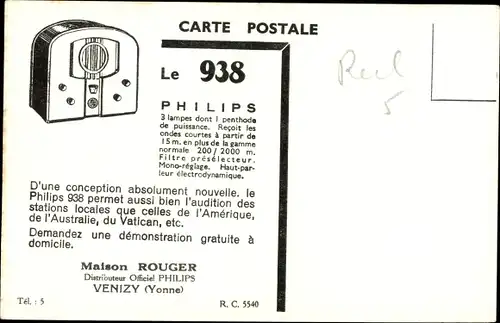 CARTE POSTALE
Le 938
PHILIPS
3 lampes dont 1 penthode
de puissance. Reçoit les
ondes courtes à partir de
15 m. en plus de la gamme
normale 200/2000 m.
Filtre présélecteur.
Mono-réglage. Haut-par-
leur électrodynamique.
D'une conception absolument nouvelle, le
Philips 938 permet aussi bien l'audition des
stations locales que celles de l'Amérique,
de l'Australie, du Vatican, etc.
Demandez une démonstration gratuite à
domicile.
Maison ROUGER
Distributeur Officiel PHILIPS
VENIZY (Yonne)
Tél. : 5
R. C. 5540
5